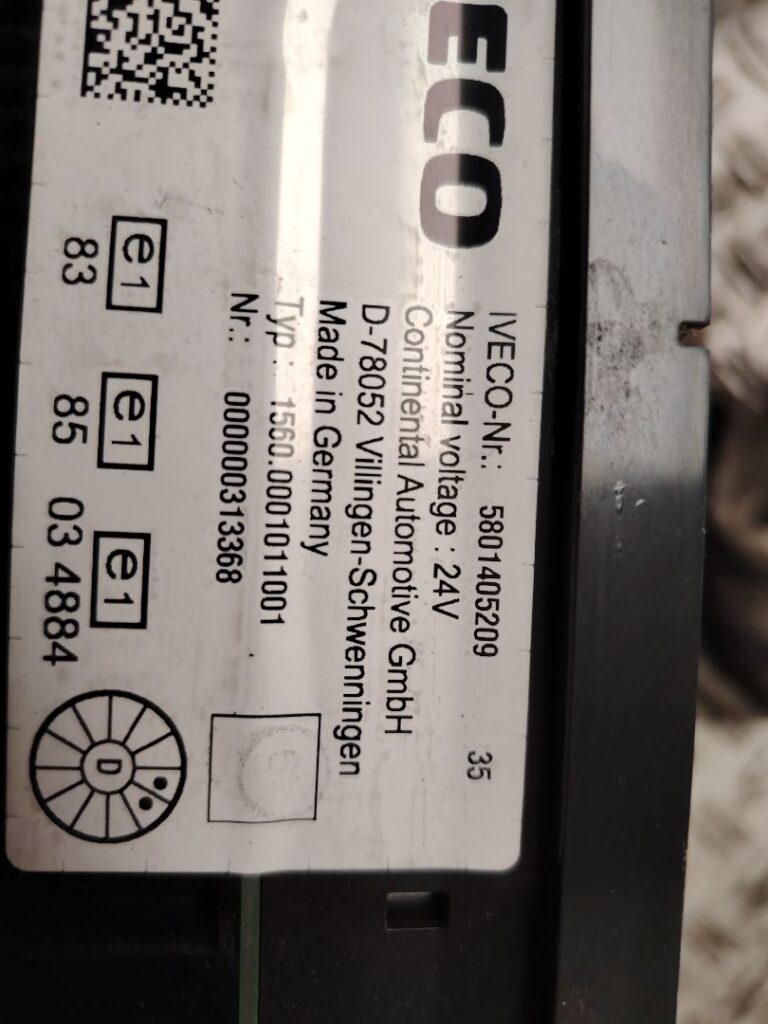 ECO
IVECO-Nr.: 5801405209 35
Nominal voltage : 24V
Continental Automotive GmbH
D-78052 Villingen-Schwenningen
Made in Germany
Typ : 1560.0001011001
Nr.: 0000000313368
e1 e1 e1
83 85 03 4884
D